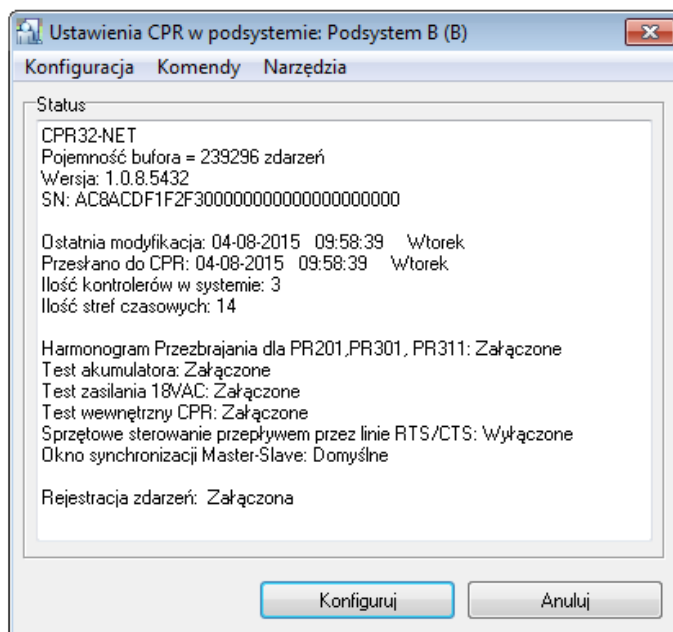 Ustawienia CPR w podsystemie: Podsystem B (B)
Konfiguracja Komendy Narzędzia
Status
CPR32-NET
Pojemność bufora = 239296 zdarzeń
Wersja: 1.0.8.5432
SN: AC8ACDF1F2F3000000000000000000000
Ostatnia modyfikacja: 04-08-2015 09:58:39 Wtorek
Przesłano do CPR: 04-08-2015 09:58:39 Wtorek
Ilość kontrolerów w systemie: 3
Ilość stref czasowych: 14
Harmonogram Przezbrajania dla PR201,PR301, PR311: Załączone
Test akumulatora: Załączone
Test zasilania 18VAC: Załączone
Test wewnętrzny CPR: Załączone
Sprzętowe sterowanie przepływem przez linie RTS/CTS: Wyłączone
Okno synchronizacji Master-Slave: Domyślne
Rejestracja zdarzeń: Załączona
Konfiguruj Anuluj